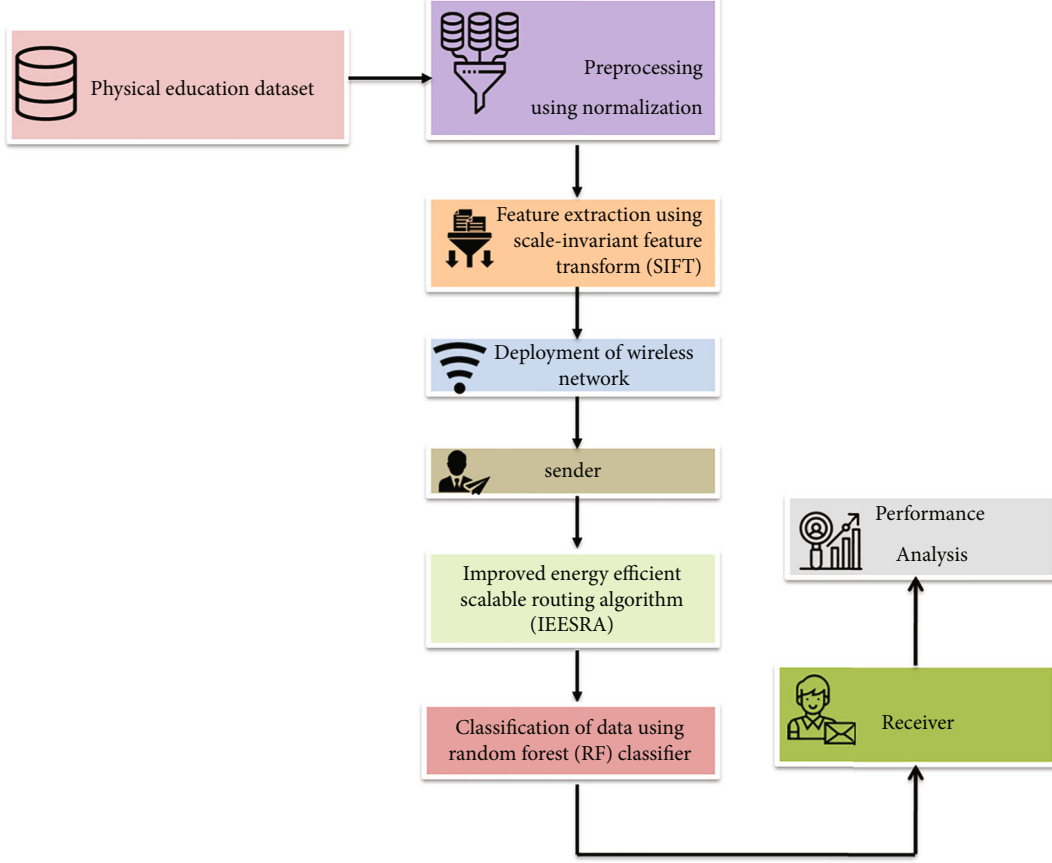 Physical education dataset
Preprocessing
using normalization
Feature extraction using
scale-invariant feature
transform (SIFT)
Deployment of wireless
network
sender
Improved energy efficient
scalable routing algorithm
(IEESRA)
Classification of data using
random forest (RF) classifier
Receiver
Performance
Analysis